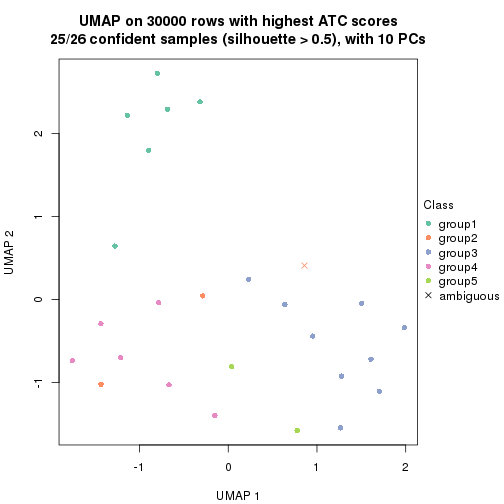 UMAP on 30000 rows with highest ATC scores
25/26 confident samples (silhouette > 0.5), with 10 PCs
UMAP 2
2
1
0
-1
-1
0
1
2
UMAP 1
Class
group1
group2
group3
group4
group5
ambiguous